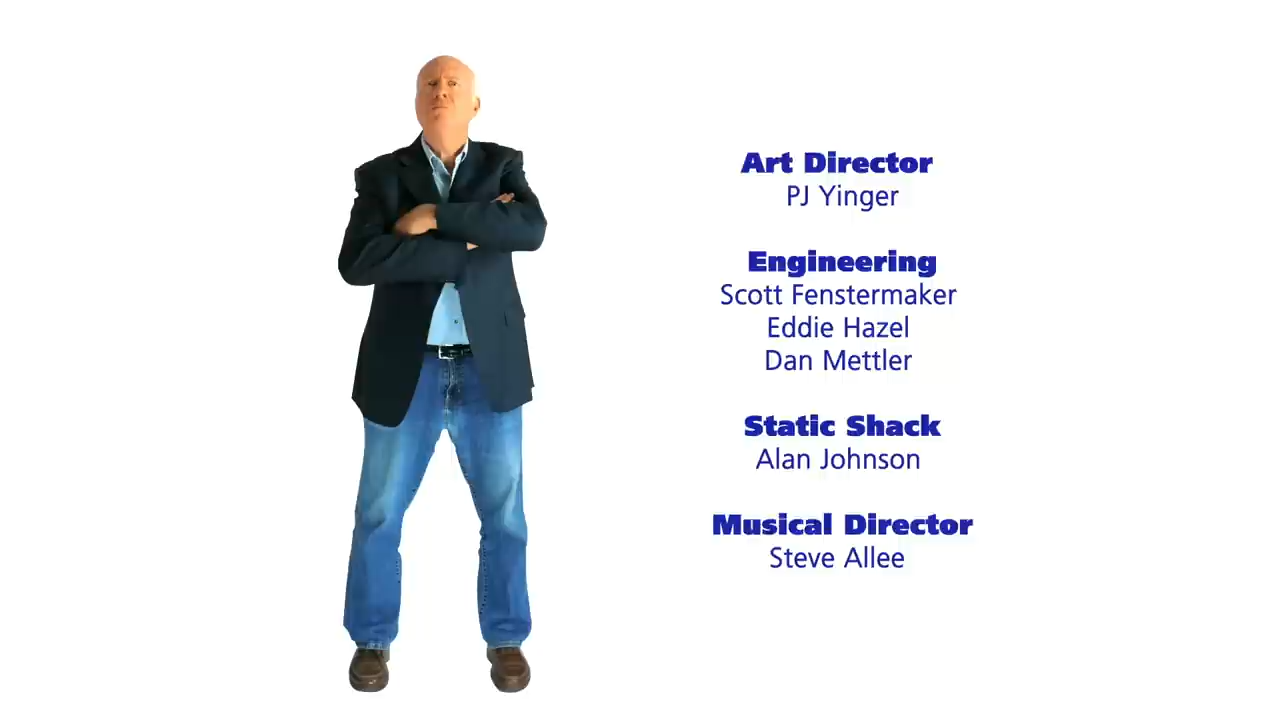 Art Director
PJ Yinger
Engineering
Scott Fenstermaker
Eddie Hazel
Dan Mettler
Static Shack
Alan Johnson
Musical Director
Steve Allee